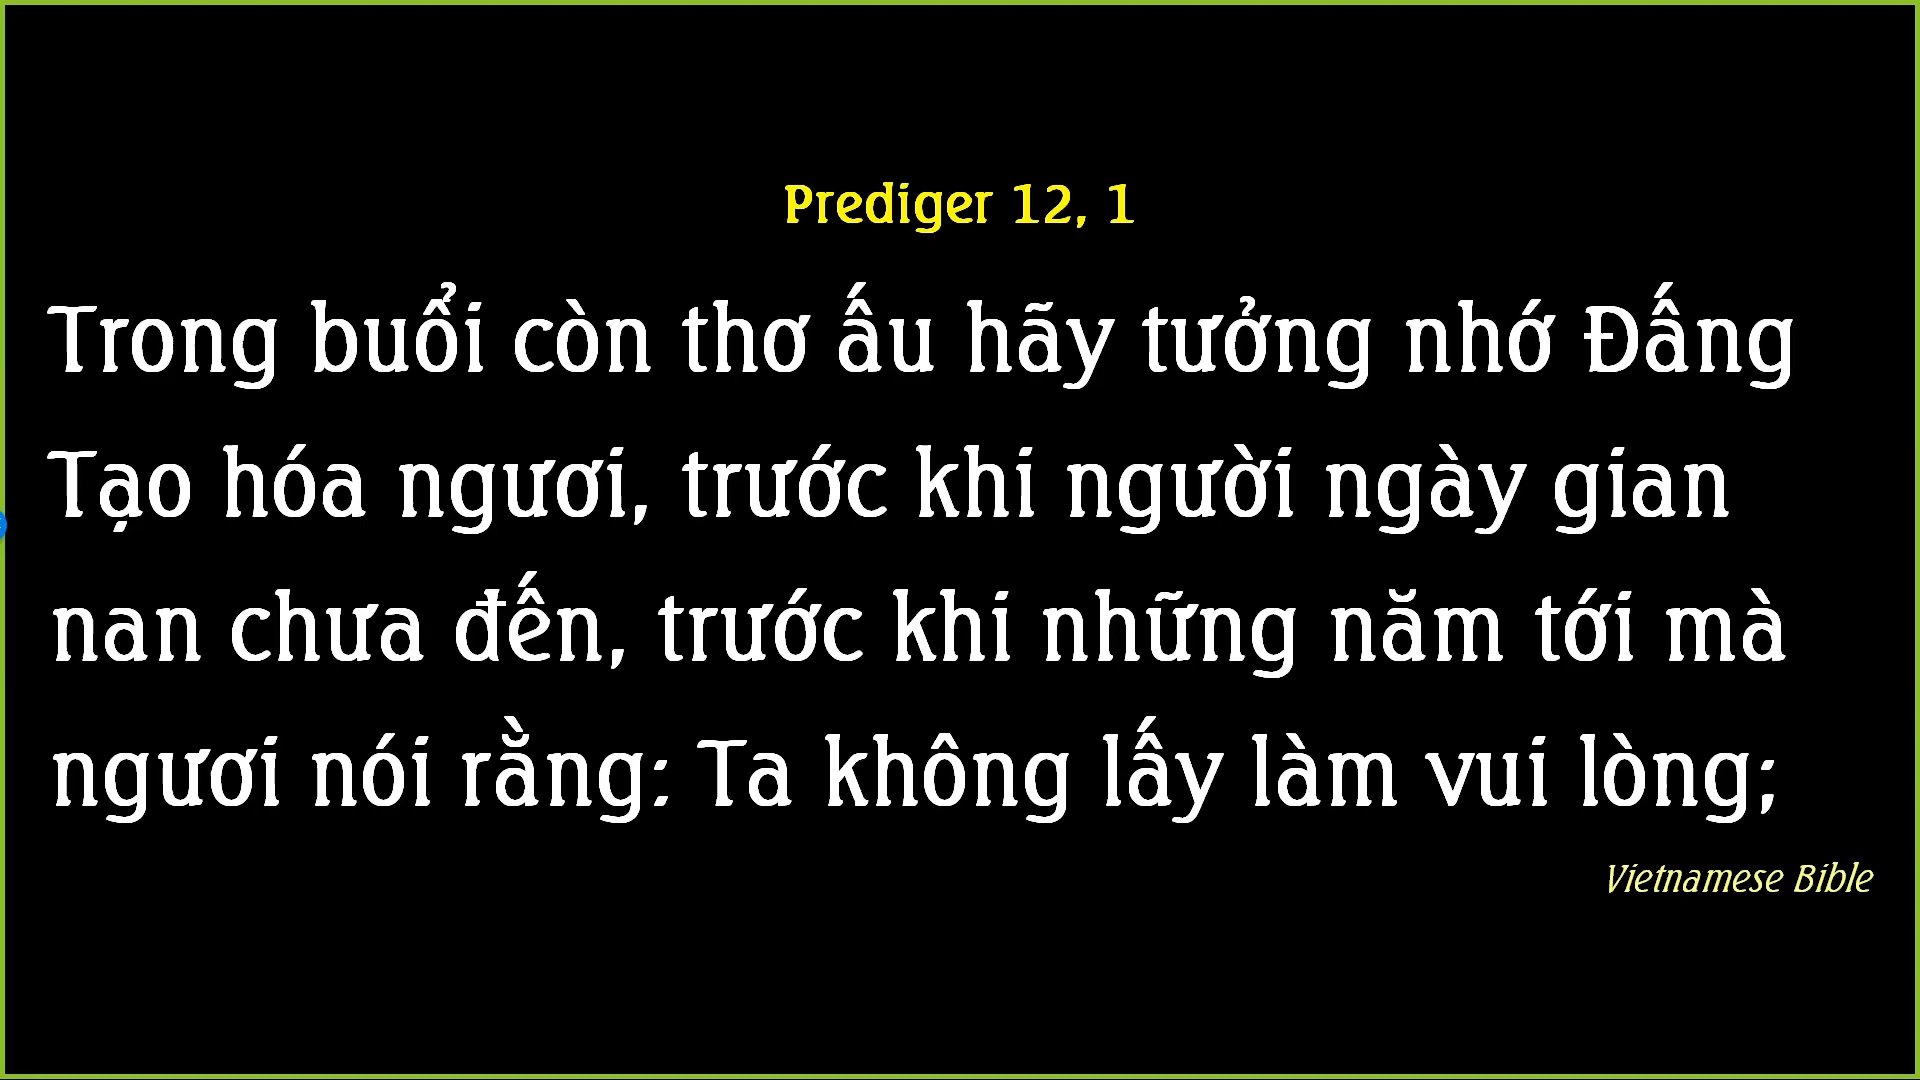 Prediger 12, 1
Trong buổi còn thơ ấu hãy tưởng nhớ Đấng
Tạo hóa ngươi, trước khi người ngày gian
nan chưa đến, trước khi những năm tới mà
ngươi nói rằng: Ta không lấy làm vui lòng;
Vietnamese Bible